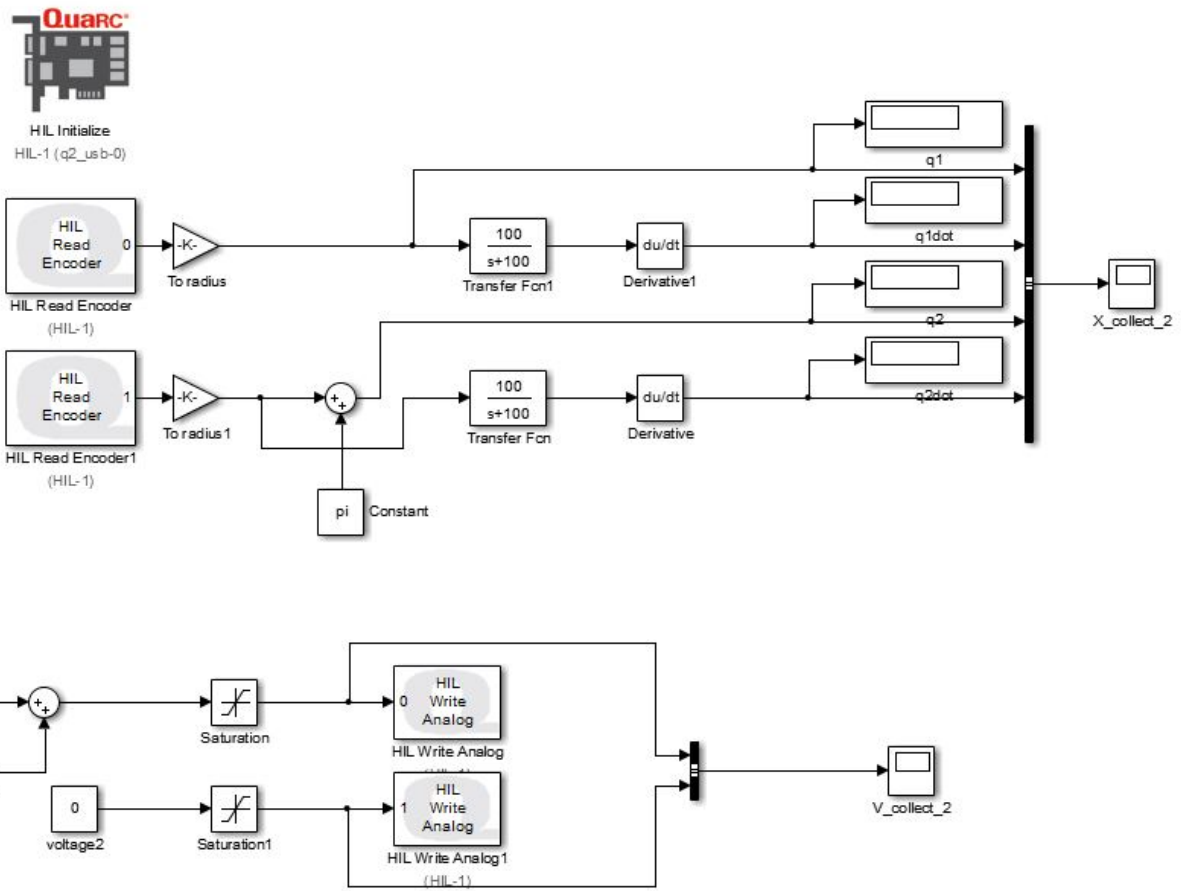 QUARC®
HIL Initialize
HIL-1 (q2_usb-0)
q1
HIL
Read
Encoder
0
-K-
To radius
HIL Read Encoder
(HIL-1)
100
s+100
Transfer Fcn1
du/dt
Derivative1
q1dot
q2
X_collect_2
HIL
Read
Encoder
1
-K-
To radius1
HIL Read Encoder1
(HIL-1)
++
100
s+100
Transfer Fcn
du/dt
Derivative
q2dot
pi
Constant
++
Saturation
0
HIL
Write
Analog
HIL Write Analog
(HIL-1)
0
voltage2
Saturation1
1
HIL
Write
Analog
HIL Write Analog1
(HIL-1)
V_collect_2